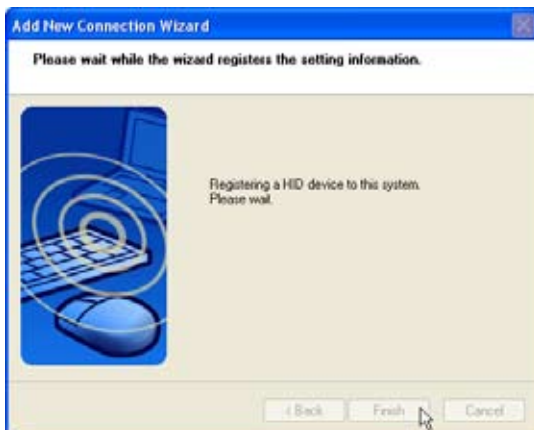 Add New Connection Wizard
Please wait while the wizard registers the setting information.
Registering a HID device to this system.
Please wait.
< Back
Finish
Cancel